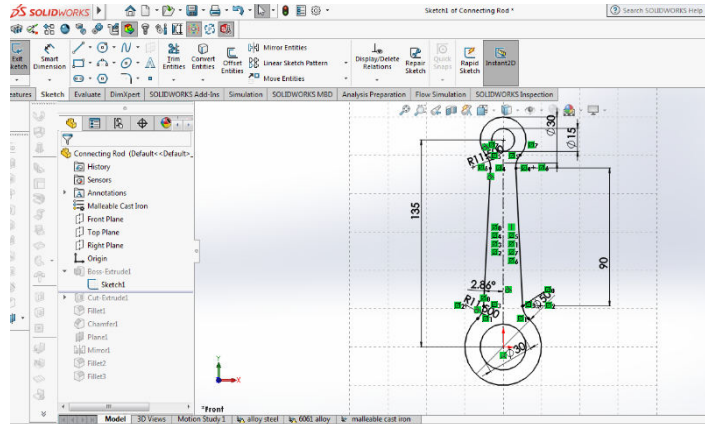 SOLIDWORKS
Sketch1 of Connecting Rod *
Search SOLIDWORKS Help
Exit Sketch
Smart Dimension
Trim Entities
Convert Entities
Offset Entities
Mirror Entities
Linear Sketch Pattern
Move Entities
Display/Delete Relations
Repair Sketch
Quick Snaps
Rapid Sketch
Instant2D
atures Sketch Evaluate DimXpert SOLIDWORKS Add-Ins Simulation SOLIDWORKS MBD Analysis Preparation Flow Simulation SOLIDWORKS Inspection
Connecting Rod (Default<<Default>_
History
Sensors
Annotations
Malleable Cast Iron
Front Plane
Top Plane
Right Plane
Origin
Boss-Extrude1
Sketch1
Cut-Extrude1
Fillet1
Chamfer1
Plane1
Mirror1
Fillet2
Fillet3
Ø30
Ø15
135
90
2.86°
Ø50
Ø30
Y
X
*Front
Model 3D Views Motion Study 1 alloy steel 6061 alloy malleable cast iron